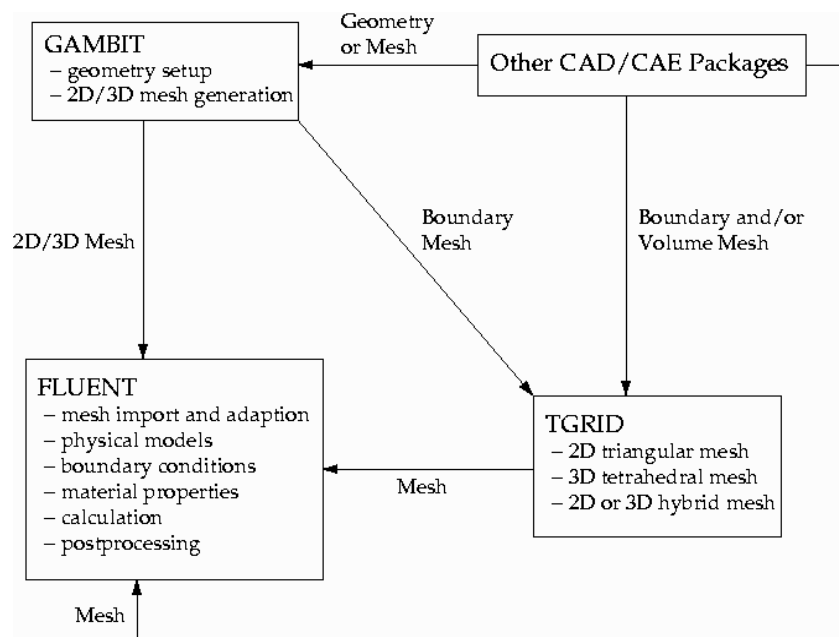 Geometry
or Mesh
GAMBIT
– geometry setup
– 2D/3D mesh generation
Other CAD/CAE Packages
2D/3D Mesh
Boundary
Mesh
Boundary and/or
Volume Mesh
FLUENT
– mesh import and adaption
– physical models
– boundary conditions
– material properties
– calculation
– postprocessing
Mesh
TGRID
– 2D triangular mesh
– 3D tetrahedral mesh
– 2D or 3D hybrid mesh
Mesh